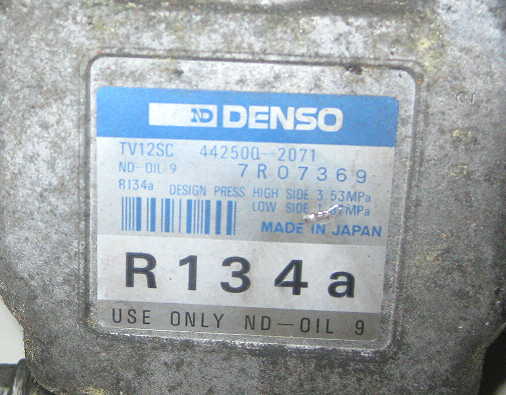 ND DENSO
TV12SC 442500-2071
ND-OIL 9 7R07369
R134a DESIGN PRESS HIGH SIDE 3.53MPa
LOW SIDE MPa
MADE IN JAPAN
R134a
USE ONLY ND-OIL 9